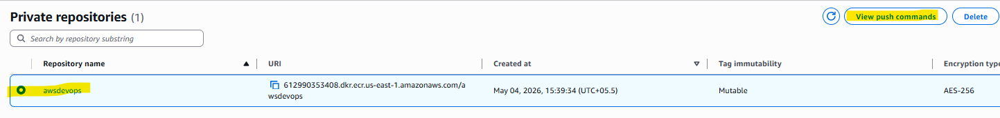 Private repositories (1)
View push commands
Delete
Search by repository substring
Repository name
URI
Created at
Tag immutability
Encryption type
awsdevops
612990353408.dkr.ecr.us-east-1.amazonaws.com/a
wsdevops
May 04, 2026, 15:39:34 (UTC+05.5)
Mutable
AES-256